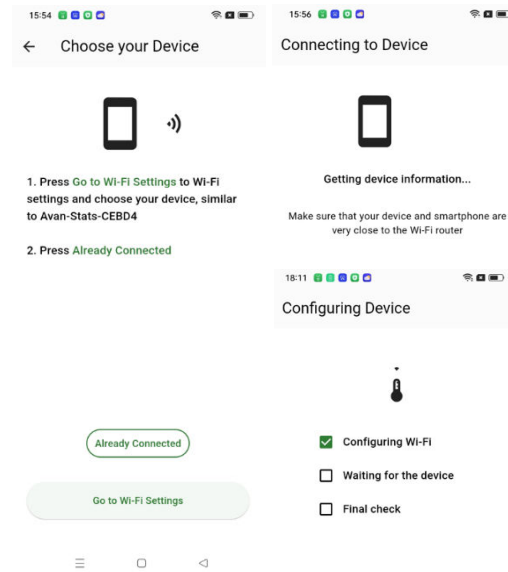 15:54
Choose your Device
1. Press Go to Wi-Fi Settings to Wi-Fi
settings and choose your device, similar
to Avan-Stats-CEBD4
2. Press Already Connected
Already Connected
Go to Wi-Fi Settings
15:56
Connecting to Device
Getting device information...
Make sure that your device and smartphone are
very close to the Wi-Fi router
18:11
Configuring Device
Configuring Wi-Fi
Waiting for the device
Final check